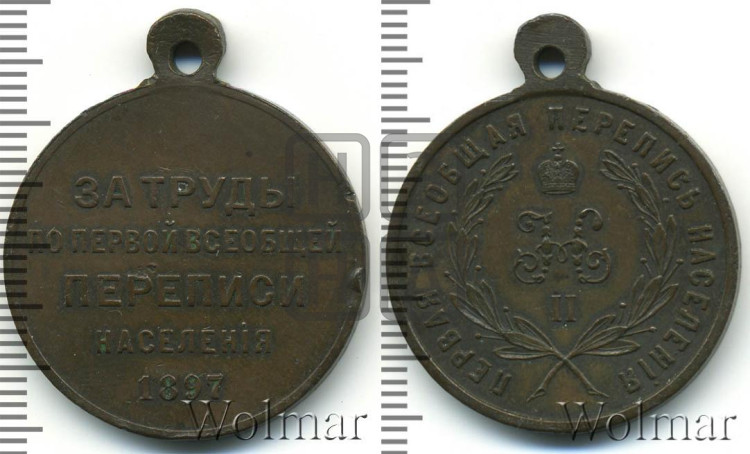 ЗА ТРУДЫ
ПО ПЕРВОЙ ВСЕОБЩЕЙ
ПЕРЕПИСИ
НАСЕЛЕНІЯ
1897
ПЕРВАЯ ВСЕОБЩАЯ ПЕРЕПИСЬ НАСЕЛЕНІЯ
Н II
Wolmar
Wolmar